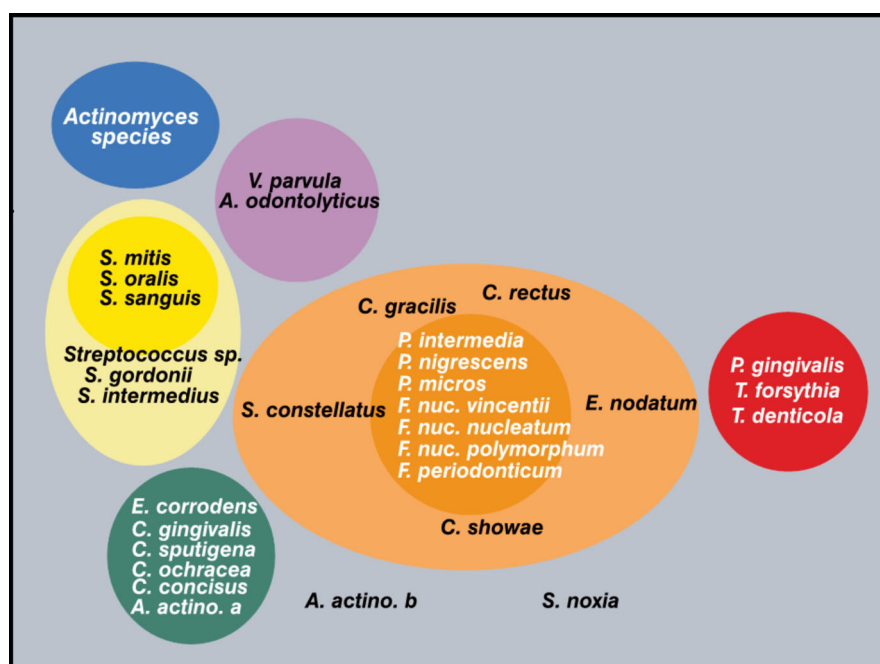 Actinomyces
species
V. parvula
A. odontolyticus
S. mitis
S. oralis
S. sanguis
Streptococcus sp.
S. gordonii
S. intermedius
C. gracilis
C. rectus
P. intermedia
P. nigrescens
P. micros
F. nuc. vincentii
F. nuc. nucleatum
F. nuc. polymorphum
F. periodonticum
S. constellatus
E. nodatum
C. showae
P. gingivalis
T. forsythia
T. denticola
E. corrodens
C. gingivalis
C. sputigena
C. ochracea
C. concisus
A. actino. a
A. actino. b
S. noxia